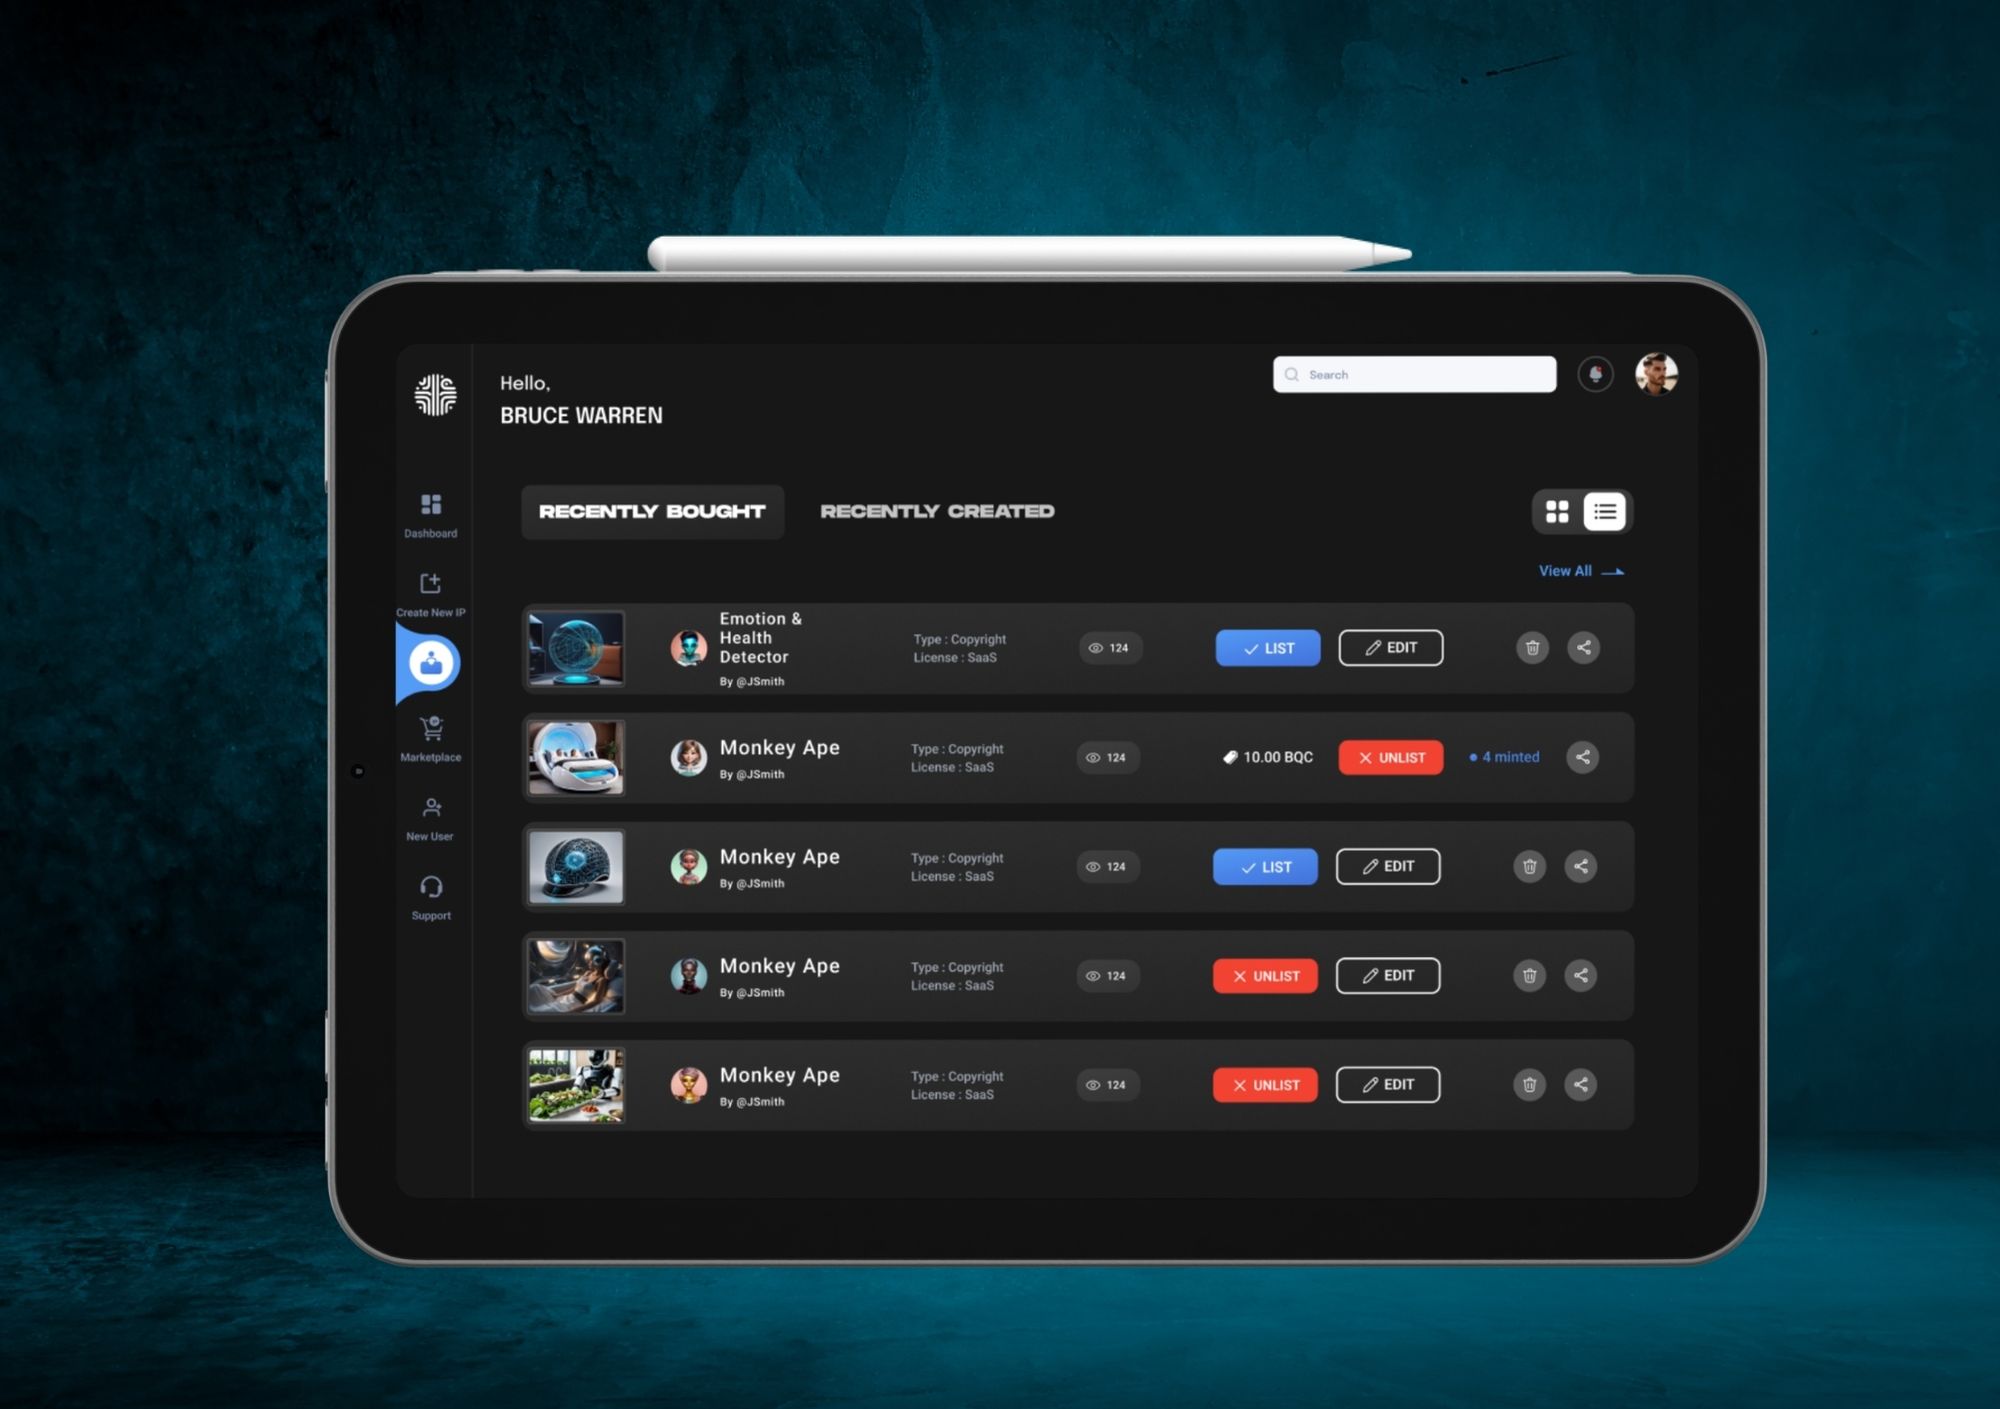 Hello,
BRUCE WARREN
Search
Dashboard
Create New IP
Marketplace
New User
Support
RECENTLY BOUGHT
RECENTLY CREATED
View All
Emotion &
Health
Detector
By @JSmith
Type : Copyright
License : SaaS
124
LIST
EDIT
Monkey Ape
By @JSmith
Type : Copyright
License : SaaS
124
10.00 BQC
UNLIST
4 minted
Monkey Ape
By @JSmith
Type : Copyright
License : SaaS
124
LIST
EDIT
Monkey Ape
By @JSmith
Type : Copyright
License : SaaS
124
UNLIST
EDIT
Monkey Ape
By @JSmith
Type : Copyright
License : SaaS
124
UNLIST
EDIT